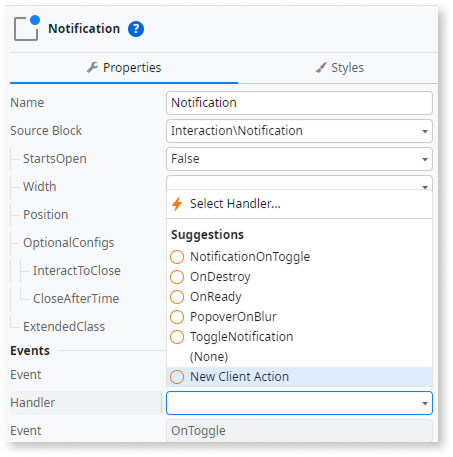 Notification ?
Properties Styles
Name Notification
Source Block Interaction\Notification
StartsOpen False
Width
Select Handler...
Position
Suggestions
OptionalConfigs
NotificationOnToggle
InteractToClose
OnDestroy
CloseAfterTime
OnReady
PopoverOnBlur
ExtendedClass
ToggleNotification
Events
(None)
Event
New Client Action
Handler
Event OnToggle